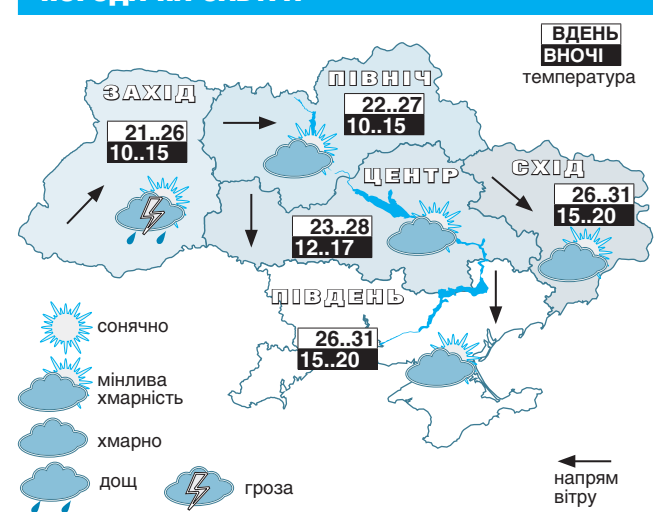 ВДЕНЬ
ВНОЧІ
температура
ПІВНІЧ
22..27
10..15
ЗАХІД
21..26
10..15
ЦЕНТР
23..28
12..17
СХІД
26..31
15..20
ПІВДЕНЬ
26..31
15..20
сонячно
мінлива
хмарність
хмарно
дощ
гроза
напрям
вітру